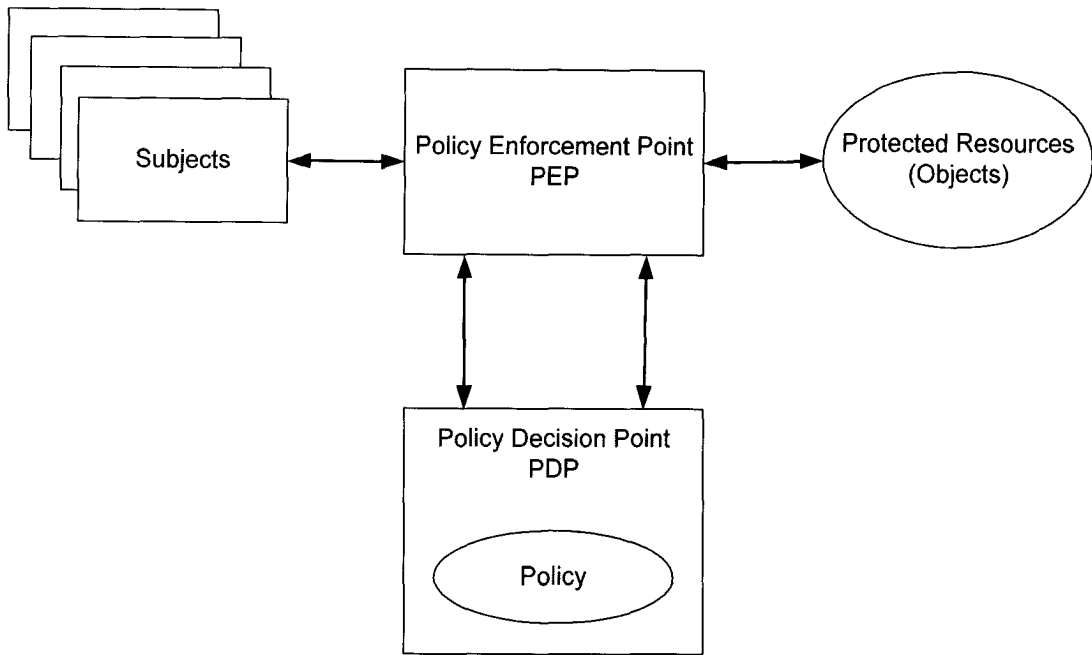 Subjects
Policy Enforcement Point
PEP
Protected Resources
(Objects)
Policy Decision Point
PDP
Policy